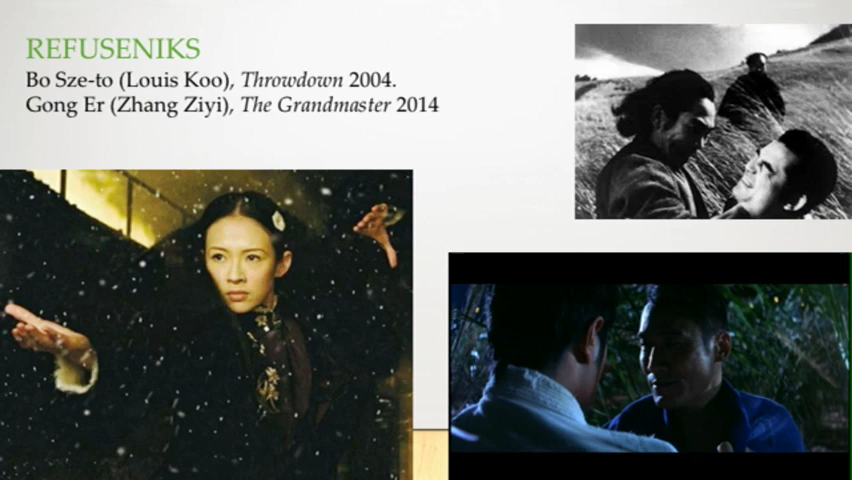 REFUSENIKS
Bo Sze-to (Louis Koo), Throwdown 2004.
Gong Er (Zhang Ziyi), The Grandmaster 2014